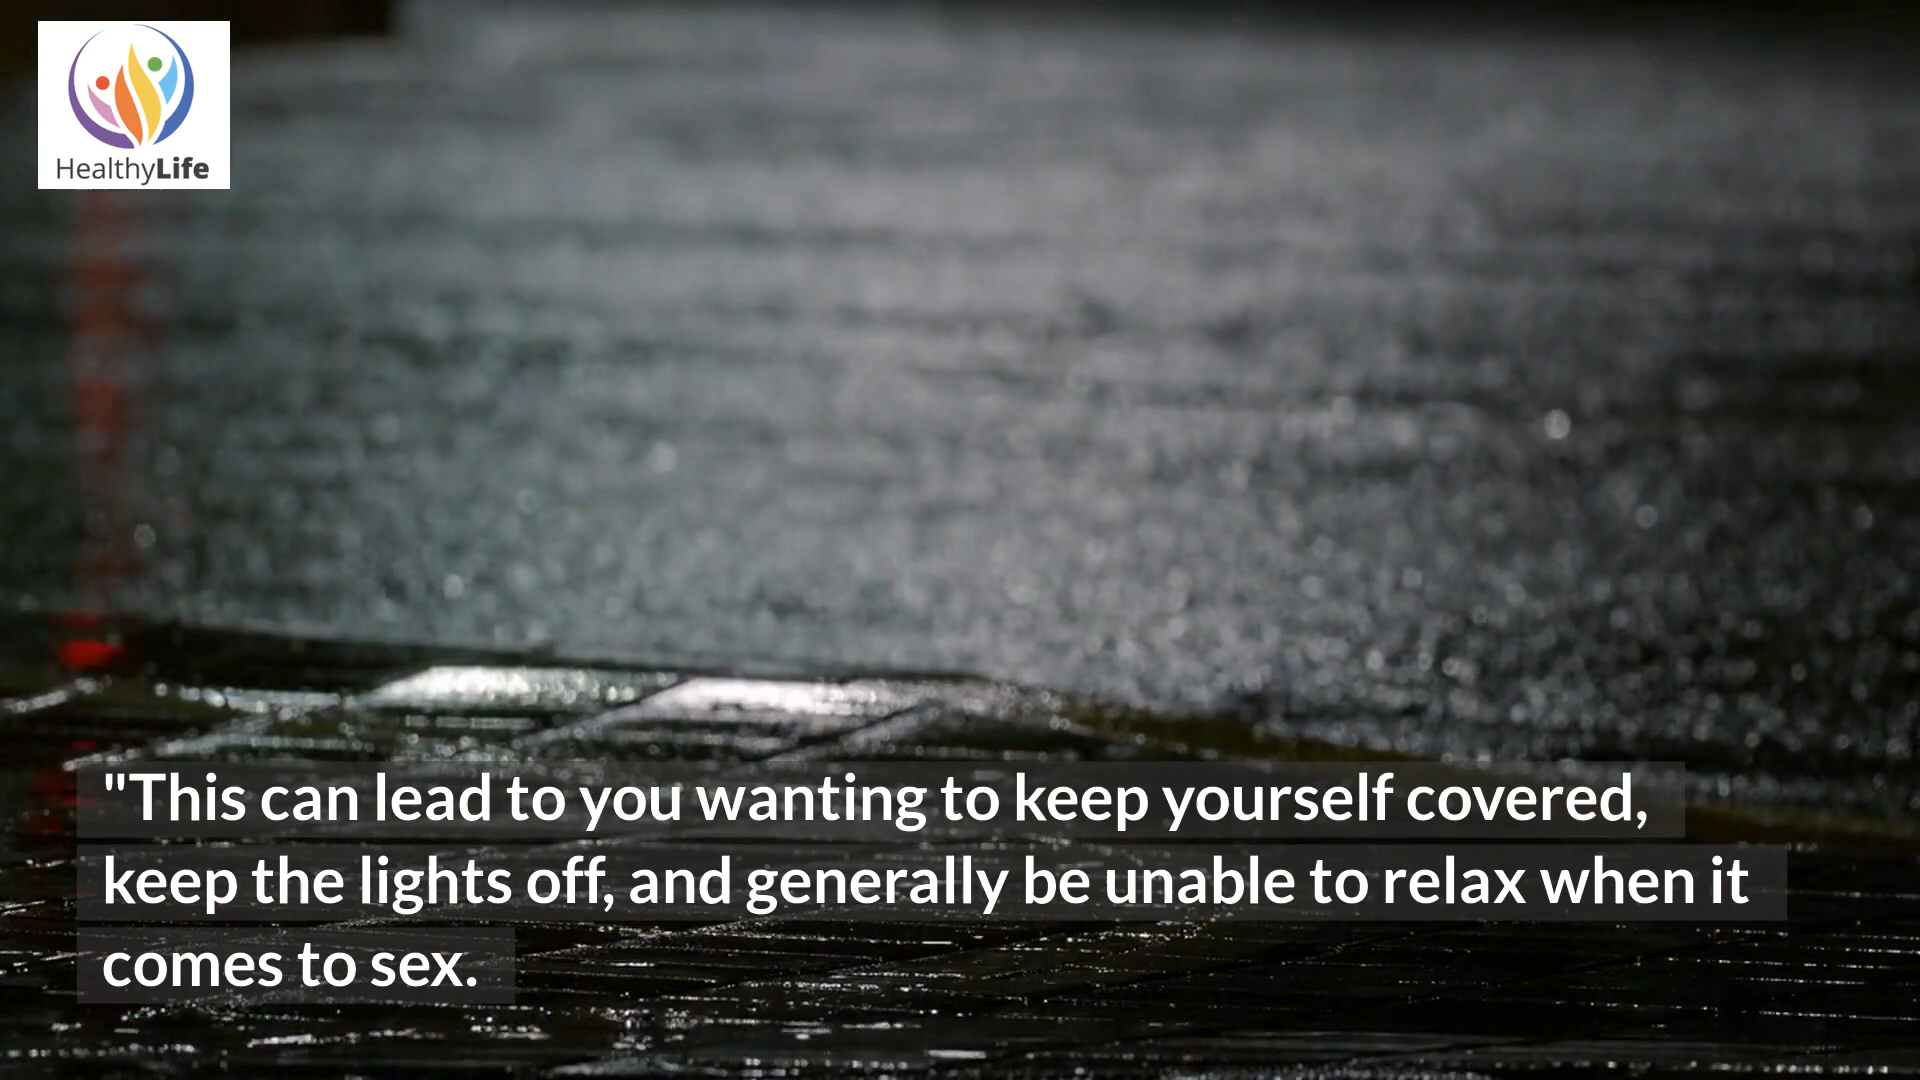 HealthyLife
"This can lead to you wanting to keep yourself covered,
keep the lights off, and generally be unable to relax when it
comes to sex.